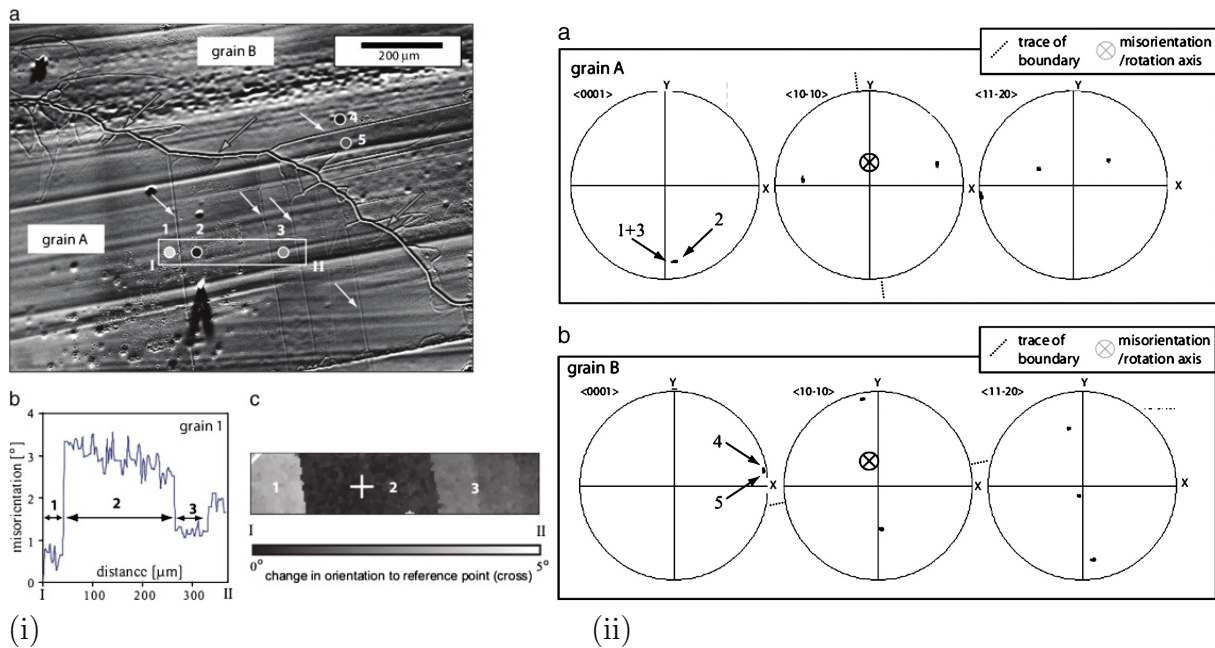 a
grain B
200 μm
4
5
grain A
1
2
3
I
II
b
grain 1
misorientation [°]
4
3
2
1
0
1
2
3
distance [μm]
I
100
200
300
II
c
1
2
3
I
II
0°
5°
change in orientation to reference point (cross)
(i)
a
trace of boundary
misorientation /rotation axis
grain A
<0001>
Y
X
1+3
2
<10-10>
Y
X
<11-20>
Y
X
b
trace of boundary
misorientation /rotation axis
grain B
<0001>
Y
X
4
5
<10-10>
Y
X
<11-20>
Y
X
(ii)